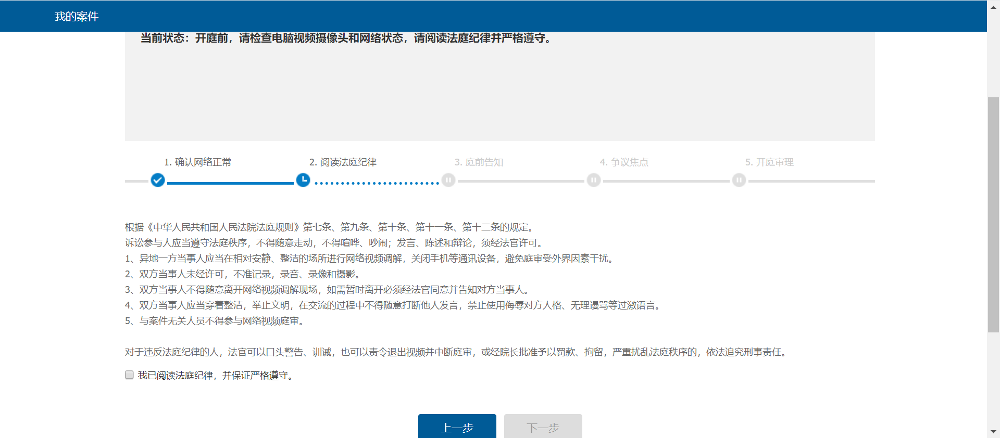 我的案件
当前状态：开庭前，请检查电脑视频摄像头和网络状态，请阅读法庭纪律并严格遵守。
1. 确认网络正常
2. 阅读法庭纪律
3. 庭前告知
4. 争议焦点
5. 开庭审理
根据《中华人民共和国人民法院法庭规则》第七条、第九条、第十条、第十一条、第十二条的规定。
诉讼参与人应当遵守法庭秩序，不得随意走动，不得喧哗、吵闹；发言、陈述和辩论，须经法官许可。
1、异地一方当事人应当在相对安静、整洁的场所进行网络视频调解，关闭手机等通讯设备，避免庭审受外界因素干扰。
2、双方当事人未经许可，不准记录，录音、录像和摄影。
3、双方当事人不得随意离开网络视频调解现场，如需暂时离开必须经法官同意并告知对方当事人。
4、双方当事人应当穿着整洁，举止文明，在交流的过程中不得随意打断他人发言，禁止使用侮辱对方人格、无理谩骂等过激语言。
5、与案件无关人员不得参与网络视频庭审。
对于违反法庭纪律的人，法官可以口头警告、训诫，也可以责令退出视频并中断庭审，或经院长批准予以罚款、拘留，严重扰乱法庭秩序的，依法追究刑事责任。
我已阅读法庭纪律，并保证严格遵守。
上一步
下一步